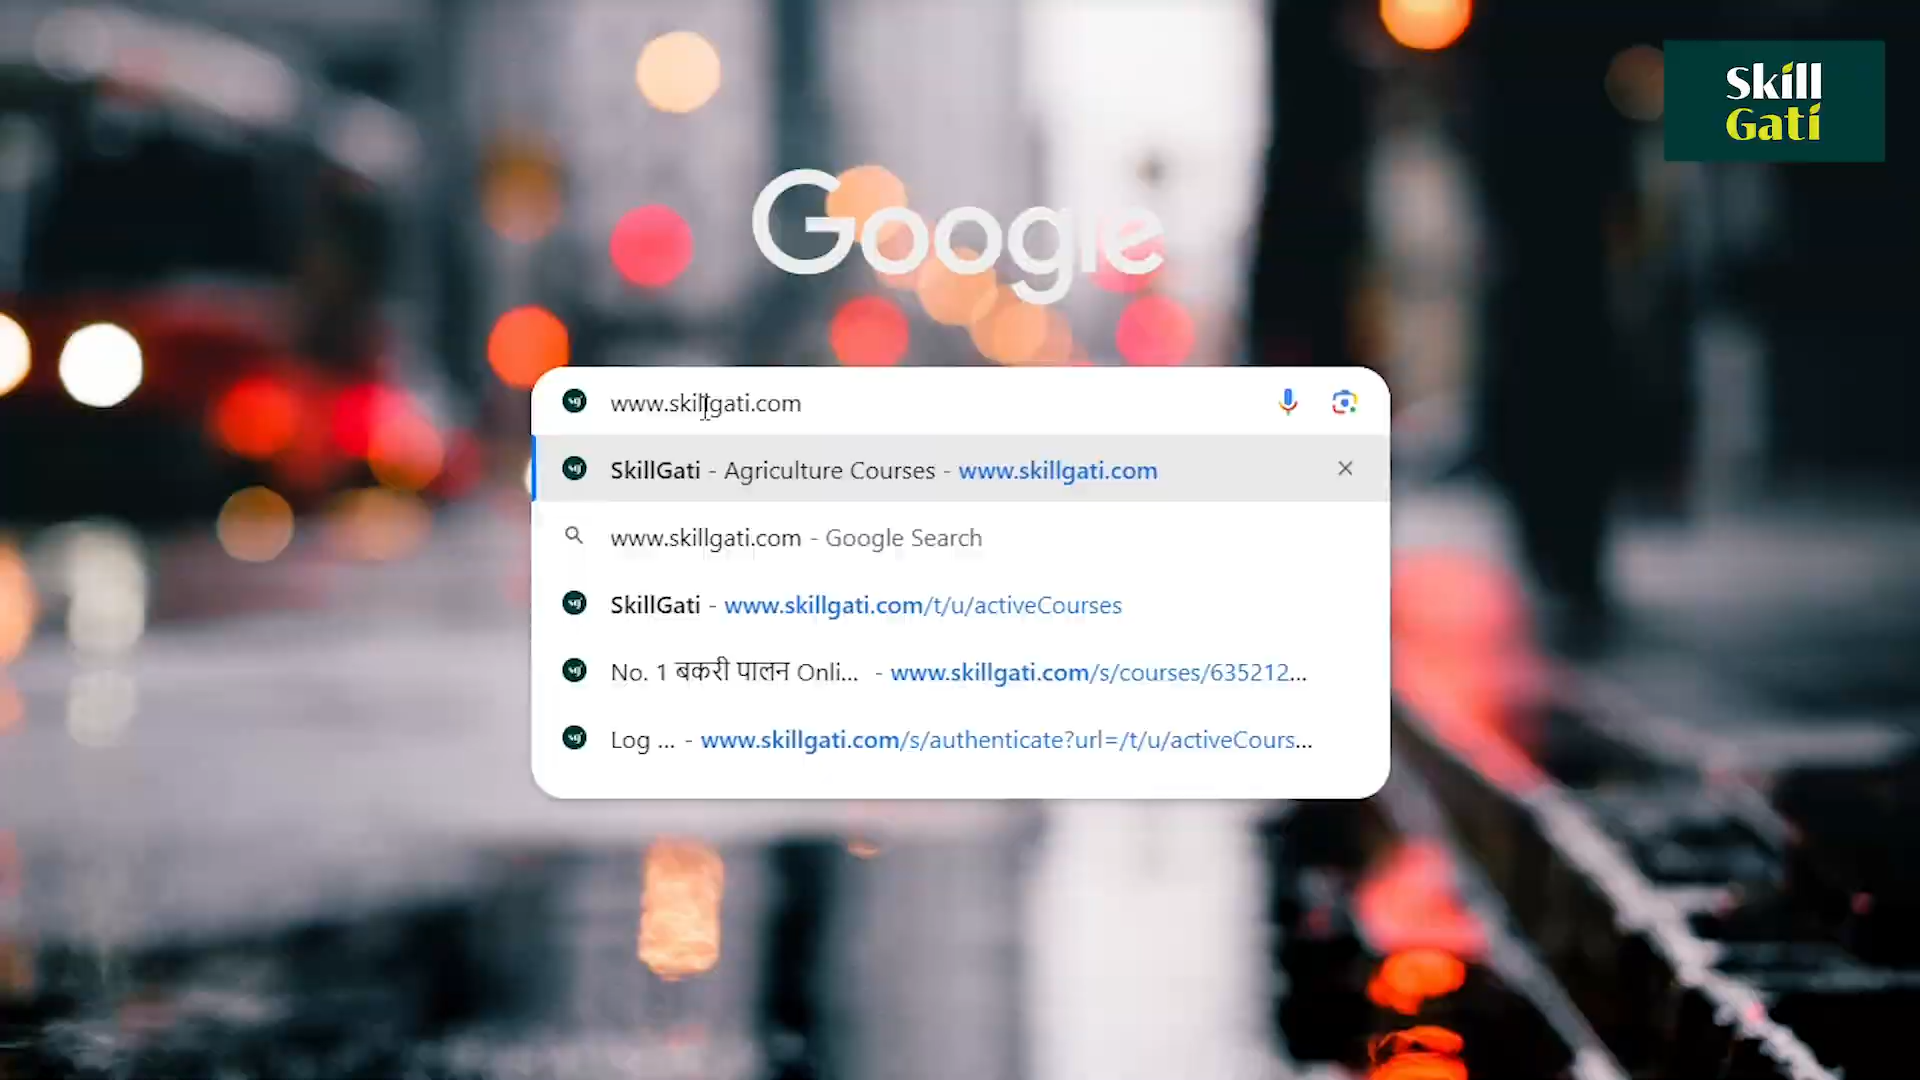 Skill
Gati
Google
www.skillgati.com
SkillGati - Agriculture Courses - www.skillgati.com
www.skillgati.com - Google Search
SkillGati - www.skillgati.com/t/u/activeCourses
No. 1 बकरी पालन Onli... - www.skillgati.com/s/courses/635212...
Log ... - www.skillgati.com/s/authenticate?url=/t/u/activeCours...